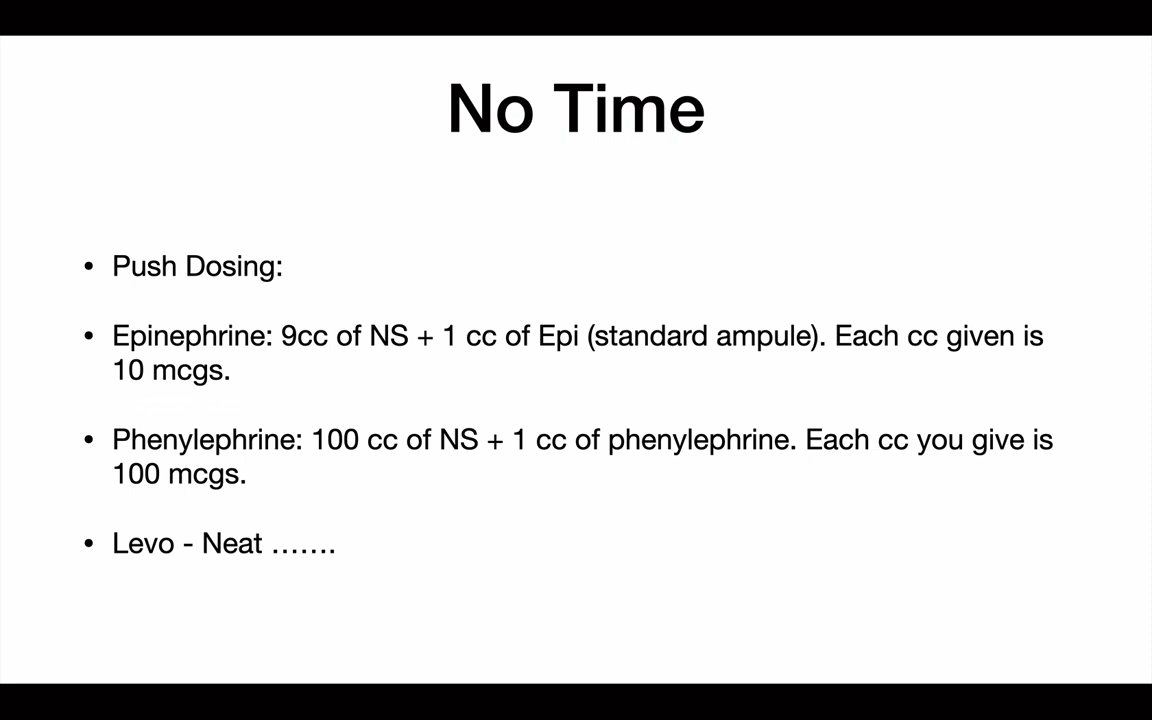 No Time
• Push Dosing:
• Epinephrine: 9cc of NS + 1 cc of Epi (standard ampule). Each cc given is
10 mcgs.
• Phenylephrine: 100 cc of NS + 1 cc of phenylephrine. Each cc you give is
100 mcgs.
• Levo - Neat …….